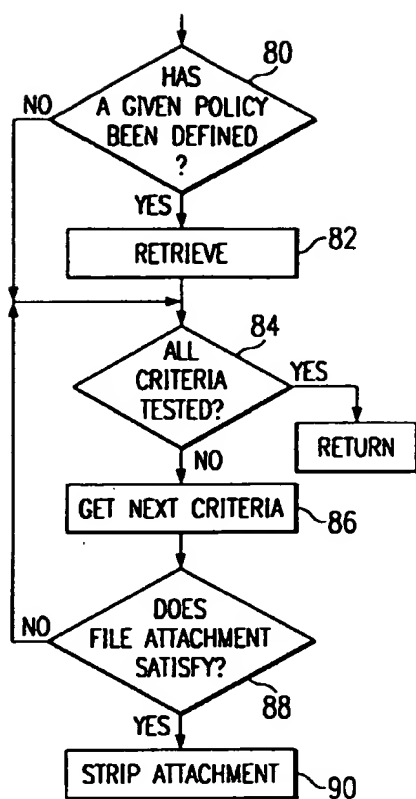 80
HAS
A GIVEN POLICY
BEEN DEFINED
?
NO
YES
RETRIEVE
82
84
ALL
CRITERIA
TESTED?
YES
RETURN
NO
GET NEXT CRITERIA
86
DOES
FILE ATTACHMENT
SATISFY?
NO
88
YES
STRIP ATTACHMENT
90